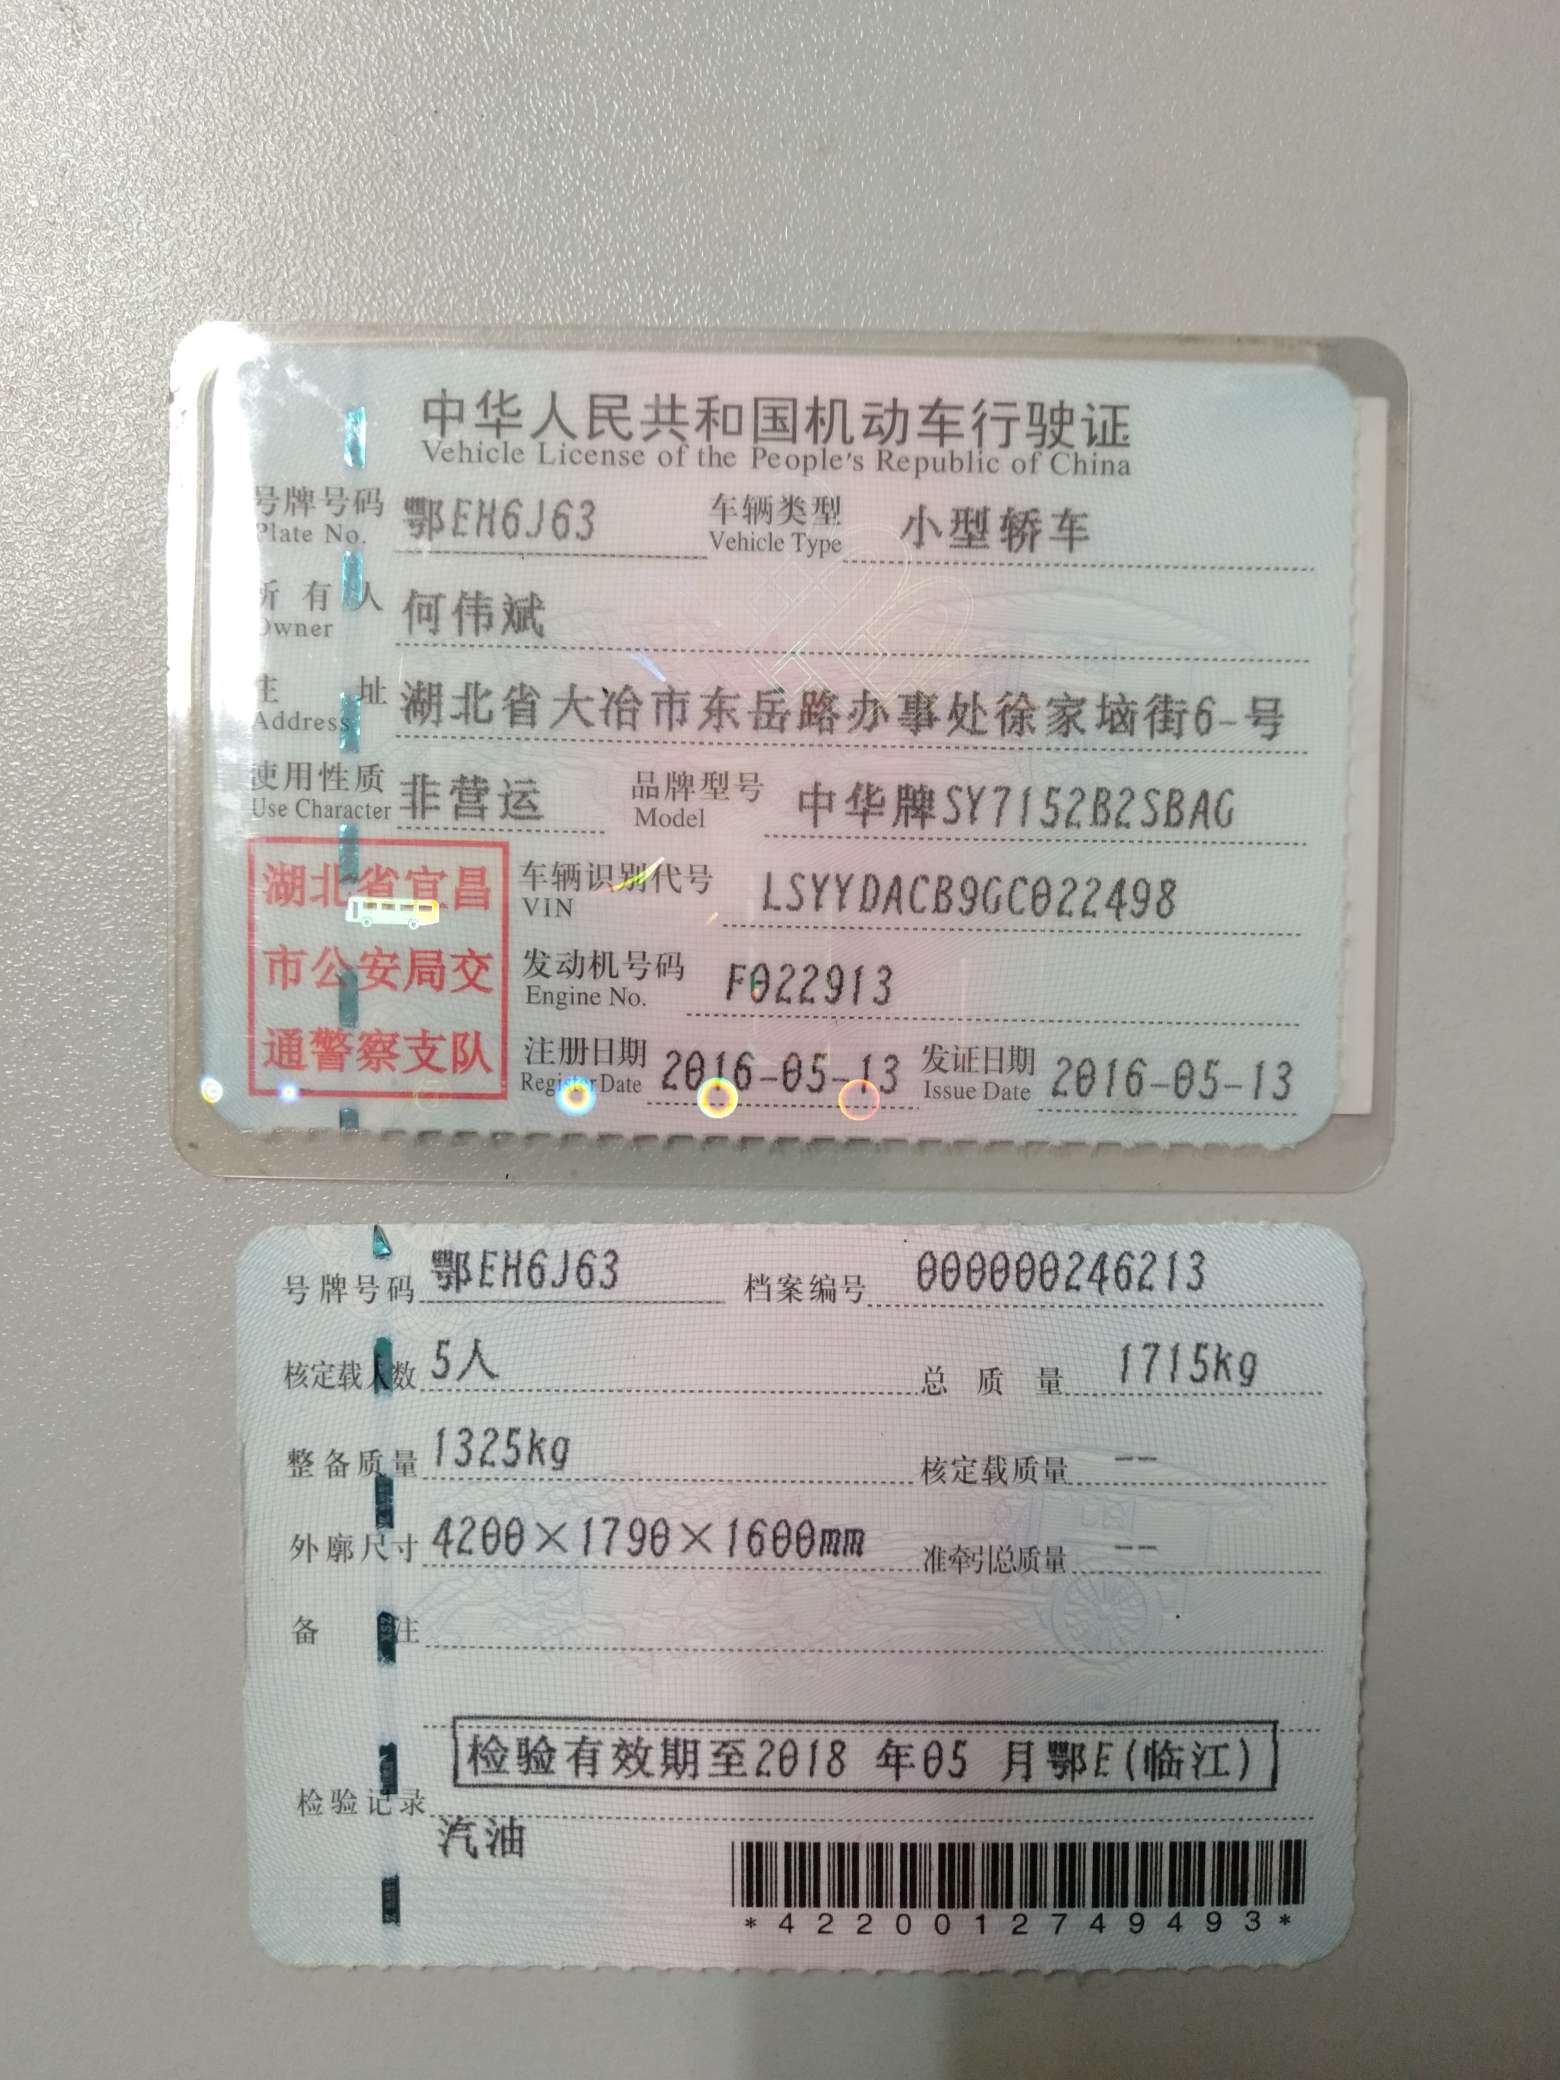 中华人民共和国机动车行驶证
Vehicle License of the People's Republic of China
号牌号码 鄂EH6J63 车辆类型 小型轿车
Plate No. Vehicle Type
所有人 何伟斌
Owner
住址 湖北省大冶市东岳路办事处徐家垴街6-号
Address
使用性质 非营运 品牌型号 中华牌SY7152B2SBAG
Use Character Model
湖北省宜昌
市公安局交
通警察支队
车辆识别代号 LSYYDACB9GC022498
VIN
发动机号码 F022913
Engine No.
注册日期 2016-05-13 发证日期 2016-05-13
Register Date Issue Date
号牌号码 鄂EH6J63 档案编号 000000246213
核定载人数 5人 总质量 1715kg
整备质量 1325kg 核定载质量 --
外廓尺寸 4200×1790×1600mm 准牵引总质量 --
备注
检验有效期至2018 年05 月鄂E(临江)
检验记录
汽油
*4220012749493*